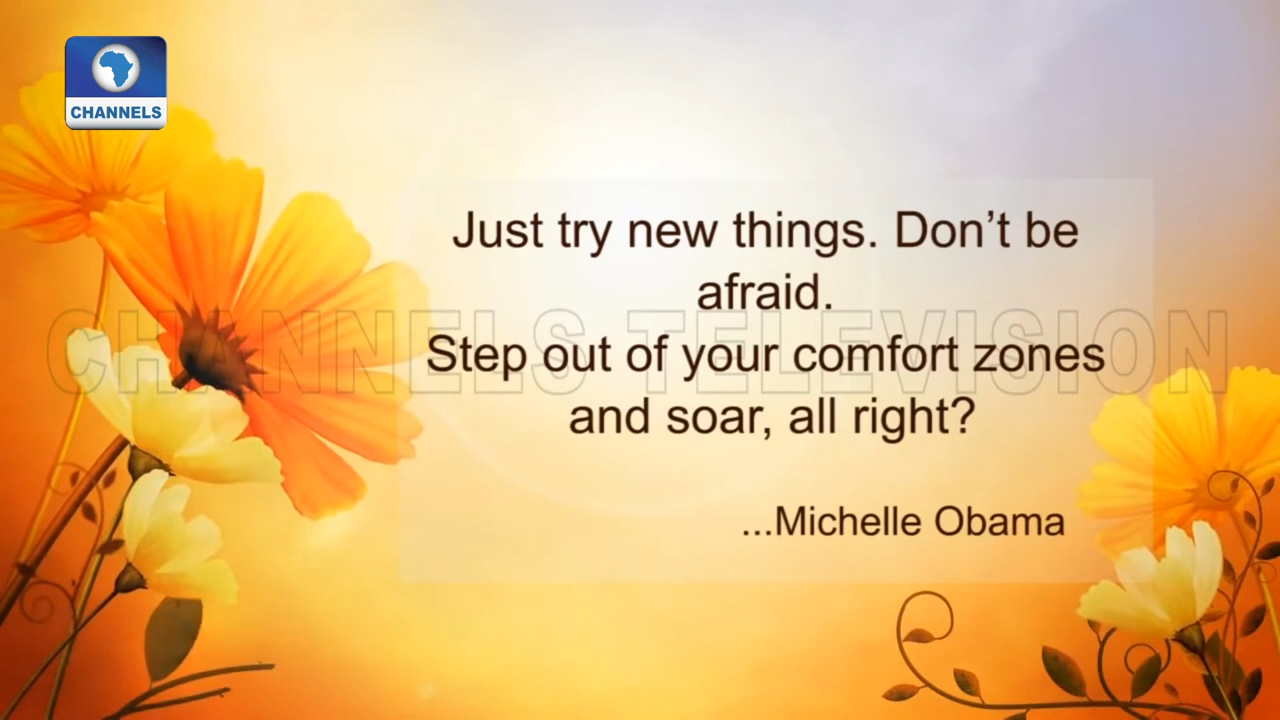 CHANNELS
Just try new things. Don’t be
afraid.
CHANNELS TELEVISION
Step out of your comfort zones
and soar, all right?
...Michelle Obama